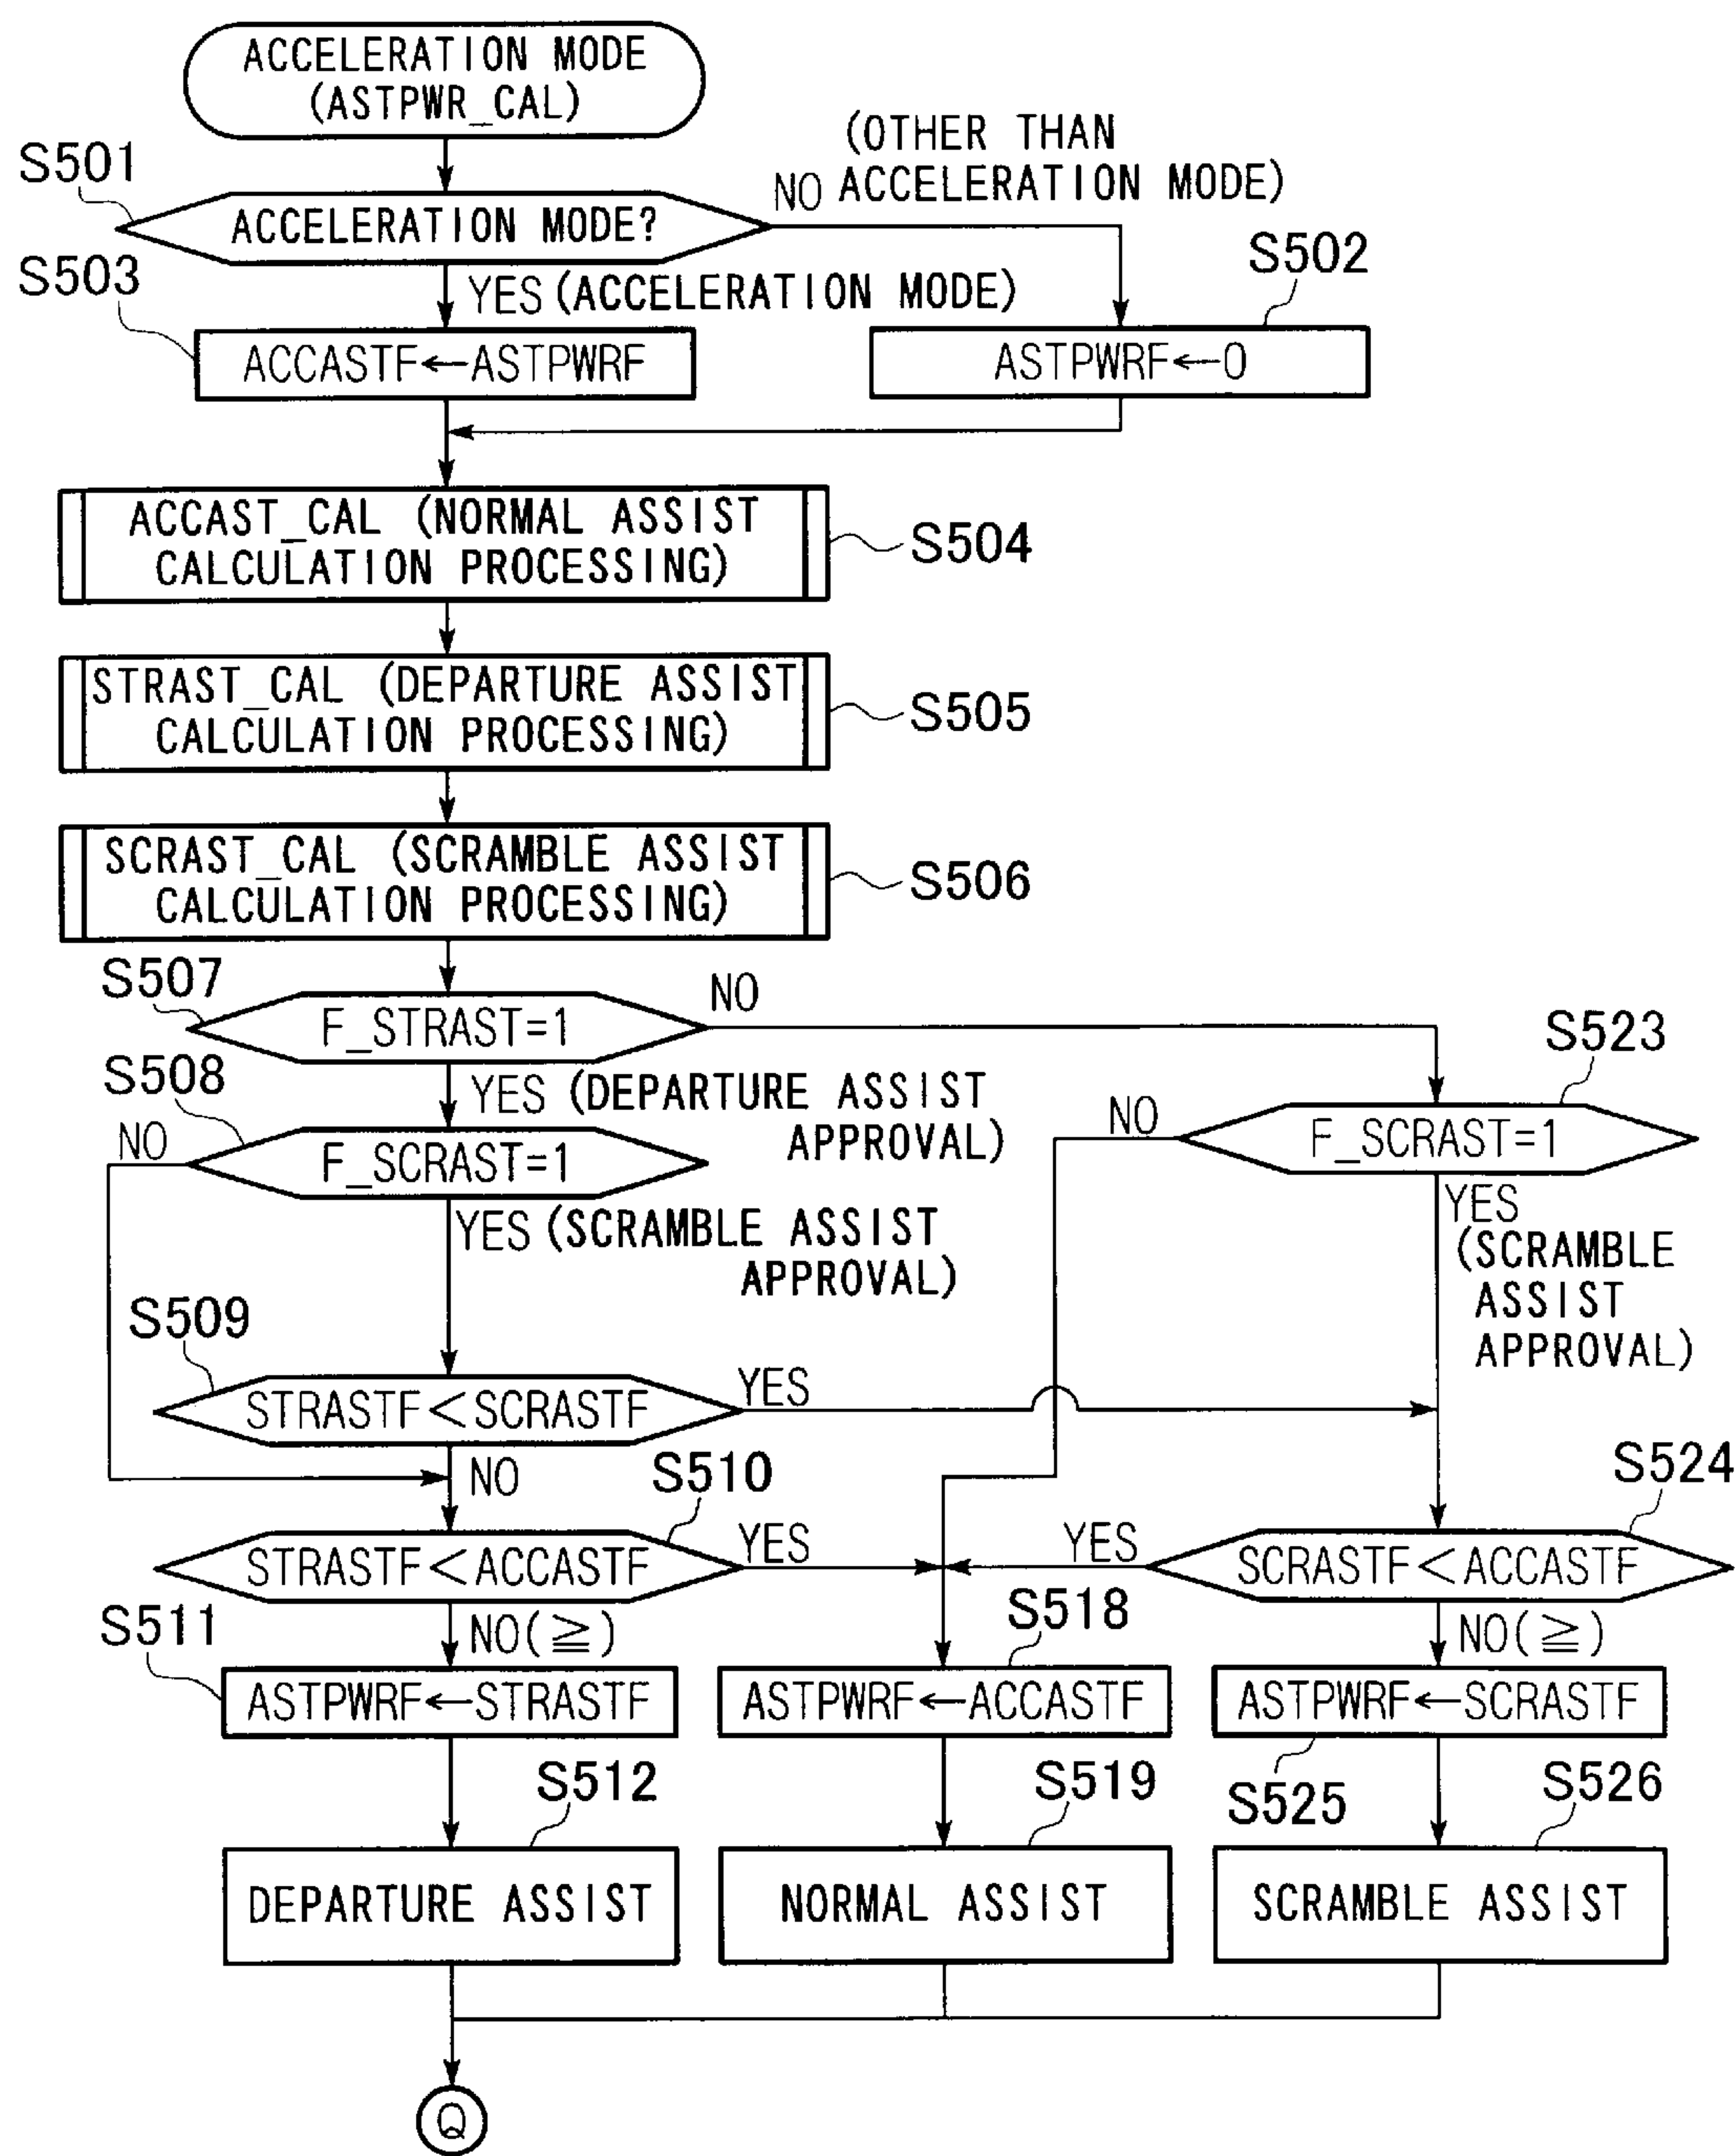 ACCELERATION MODE
(ASTPWR_CAL)
(OTHER THAN
ACCELERATION MODE)
NO
S501
ACCELERATION MODE?
S503
YES (ACCELERATION MODE)
S502
ACCASTF←ASTPWRF
ASTPWRF←0
ACCAST_CAL (NORMAL ASSIST
CALCULATION PROCESSING)
S504
STRAST_CAL (DEPARTURE ASSIST
CALCULATION PROCESSING)
S505
SCRAST_CAL (SCRAMBLE ASSIST
CALCULATION PROCESSING)
S506
S507
F_STRAST=1
NO
S523
S508
YES (DEPARTURE ASSIST
APPROVAL)
NO
F_SCRAST=1
NO
F_SCRAST=1
YES (SCRAMBLE ASSIST
APPROVAL)
YES
(SCRAMBLE
ASSIST
APPROVAL)
S509
STRASTF<SCRASTF
YES
NO
S510
S524
STRASTF<ACCASTF
YES
YES
SCRASTF<ACCASTF
S511
NO(≧)
S518
NO(≧)
ASTPWRF←STRASTF
ASTPWRF←ACCASTF
ASTPWRF←SCRASTF
S512
S519
S525
S526
DEPARTURE ASSIST
NORMAL ASSIST
SCRAMBLE ASSIST
Q